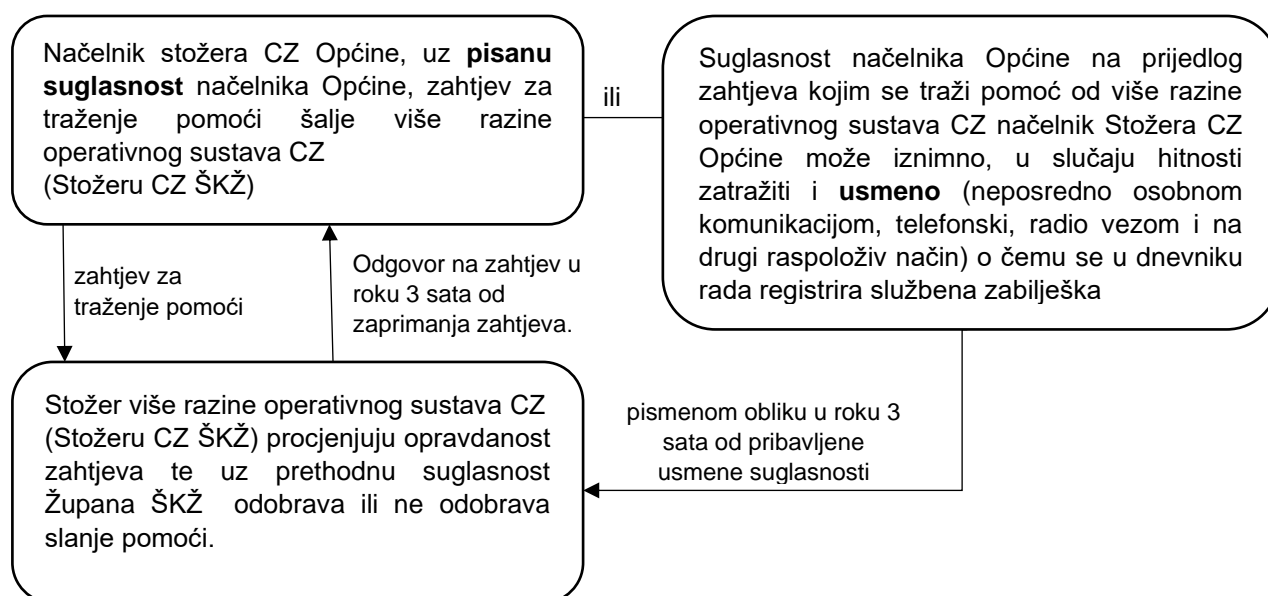 Načelnik stožera CZ Općine, uz pisanu
suglasnost načelnika Općine, zahtjev za
traženje pomoći šalje više razine
operativnog sustava CZ
(Stožeru CZ ŠKŽ)
ili
Suglasnost načelnika Općine na prijedlog
zahtjeva kojim se traži pomoć od više razine
operativnog sustava CZ načelnik Stožera CZ
Općine može iznimno, u slučaju hitnosti
zatražiti i usmeno (neposredno osobnom
komunikacijom, telefonski, radio vezom i na
drugi raspoloživ način) o čemu se u dnevniku
rada registrira službena zabilješka
zahtjev za
traženje pomoći
Odgovor na zahtjev u
roku 3 sata od
zaprimanja zahtjeva.
Stožer više razine operativnog sustava CZ
(Stožeru CZ ŠKŽ) procjenjuju opravdanost
zahtjeva te uz prethodnu suglasnost
Župana ŠKŽ odobrava ili ne odobrava
slanje pomoći.
pismenom obliku u roku 3
sata od pribavljene
usmene suglasnosti